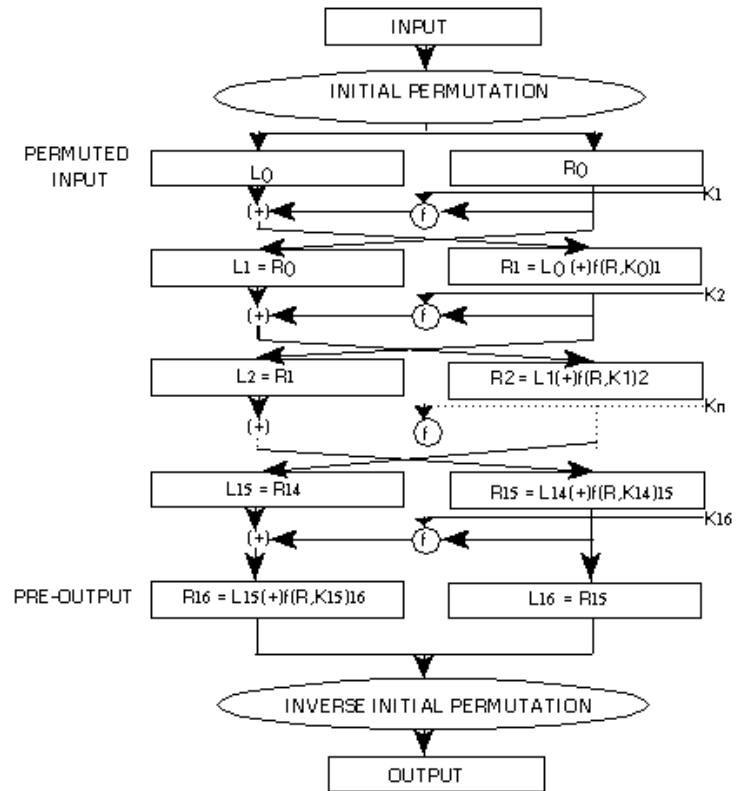 INPUT
INITIAL PERMUTATION
PERMUTED
INPUT
L0
R0
K1
(+)
f
L1 = R0
R1 = L0 (+)f(R,K0)1
K2
(+)
f
L2 = R1
R2 = L1(+)f(R,K1)2
Kn
(+)
f
L15 = R14
R15 = L14(+)f(R,K14)15
K16
(+)
f
PRE-OUTPUT
R16 = L15(+)f(R,K15)16
L16 = R15
INVERSE INITIAL PERMUTATION
OUTPUT